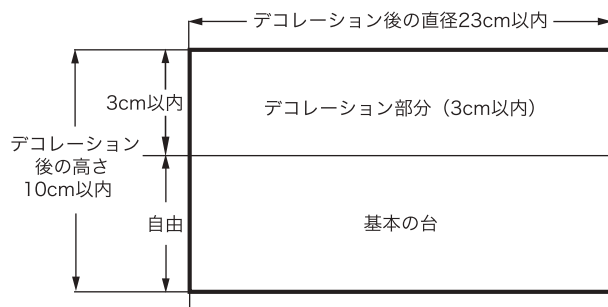 デコレーション後の直径23cm以内
3cm以内
デコレーション部分（3cm以内）
デコレーション
後の高さ
10cm以内
自由
基本の台